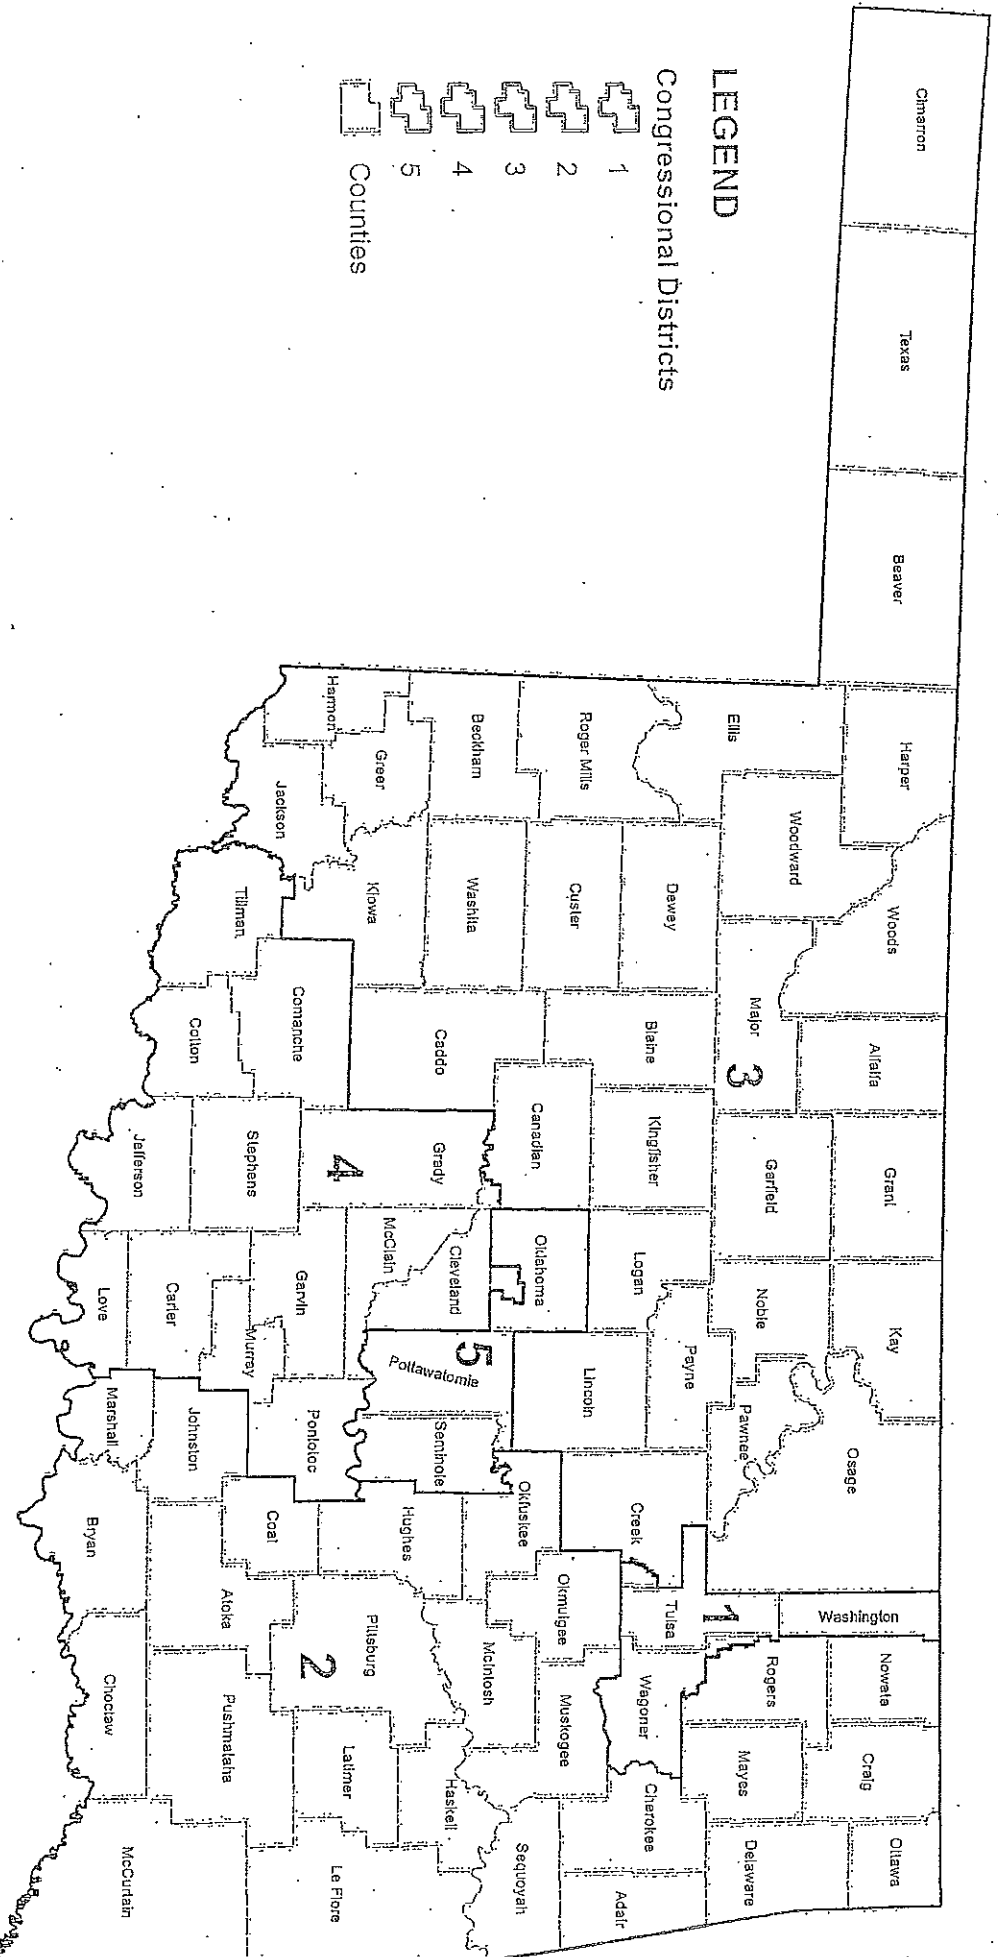 LEGEND
Congressional Districts
1
2
3
4
5
Counties
Cimarron
Texas
Beaver
Harper
Woods
Alfalfa
Grant
Kay
Osage
Washington
Nowata
Craig
Ottawa
Ellis
Woodward
Major
3
Garfield
Noble
Pawnee
1
Rogers
Mayes
Delaware
Roger Mills
Dewey
Custer
Blaine
Kingfisher
Logan
Payne
Lincoln
Creek
Tulsa
Wagoner
Cherokee
Adair
Beckham
Washita
Caddo
Canadian
Oklahoma
5
Pottawatomie
Seminole
Okfuskee
Okmulgee
Muskogee
McIntosh
Sequoyah
Haskell
Harmon
Greer
Kiowa
Jackson
Comanche
Grady
4
McClain
Cleveland
Garvin
Pontotoc
Hughes
Pittsburg
2
Latimer
Le Flore
Tillman
Cotton
Stephens
Jefferson
Murray
Carter
Love
Johnston
Marshall
Coal
Atoka
Bryan
Pushmataha
Choctaw
McCurtain